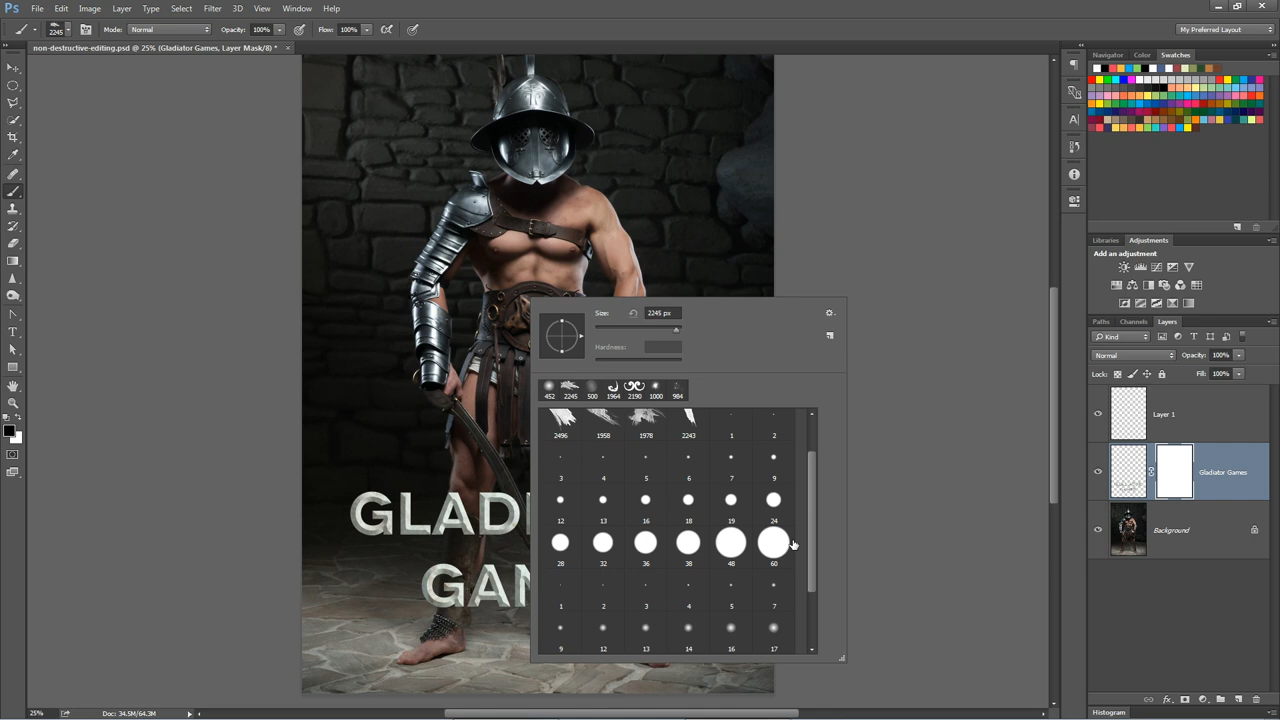 Ps File Edit Image Layer Type Select Filter 3D View Window Help
2245 Mode: Normal Opacity: 100% Flow: 100% My Preferred Layout
non-destructive-editing.psd @ 25% (Gladiator Games, Layer Mask/8) * ×
Navigator Color Swatches
Libraries Adjustments
Add an adjustment
Size: 2245 px
Hardness:
452 2245 500 1964 2190 1000 984
2496 1958 1978 2243 1 2
3 4 5 6 7 9
12 13 16 18 19 24
28 32 36 38 48 60
1 2 3 4 5 7
9 12 13 14 16 17
GLAD
GAN
Paths Channels Layers
Kind
Normal Opacity: 100%
Lock: Fill: 100%
Layer 1
Gladiator Games
Background
25% Doc: 34.5M/64.3M
Histogram